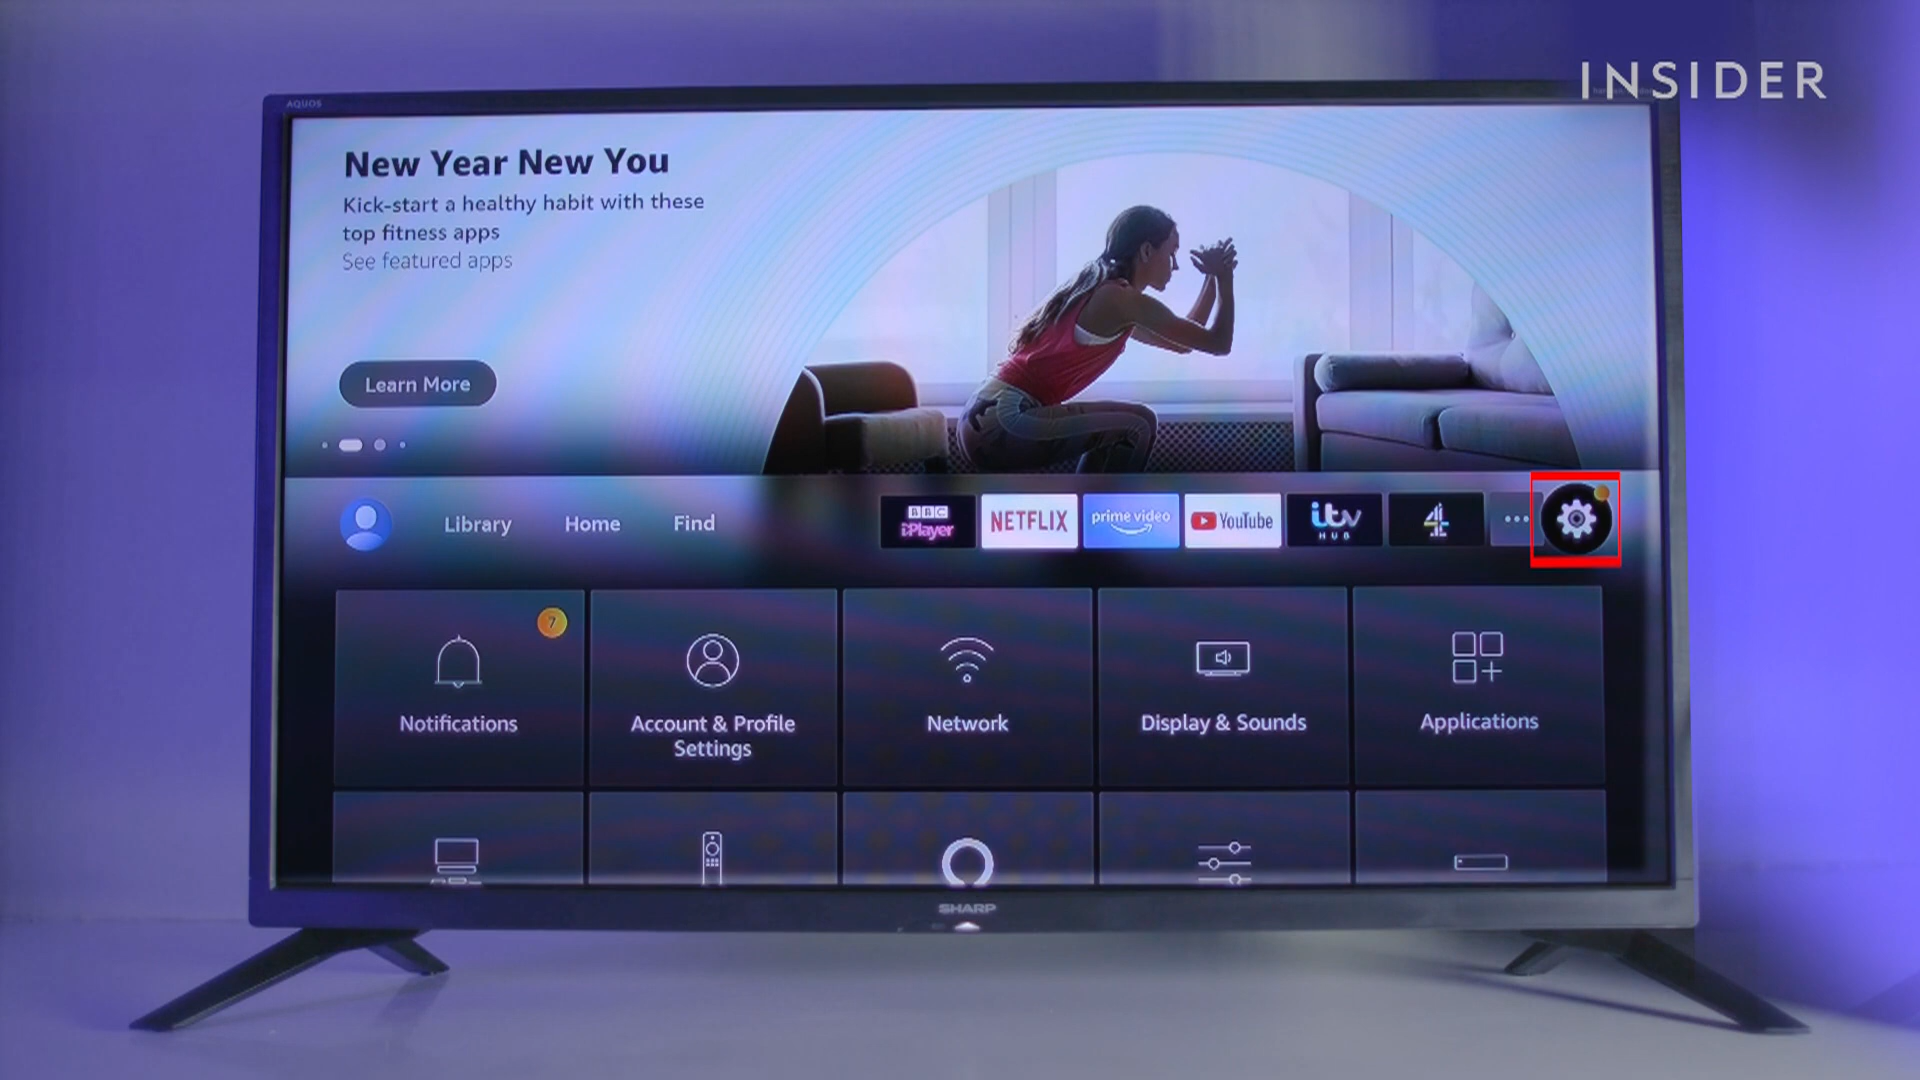 INSIDER
AQUOS
New Year New You
Kick-start a healthy habit with these
top fitness apps
See featured apps
Learn More
Library
Home
Find
BBC
iPlayer
NETFLIX
prime video
YouTube
itv
HUB
4
7
Notifications
Account & Profile
Settings
Network
Display & Sounds
Applications
SHARP